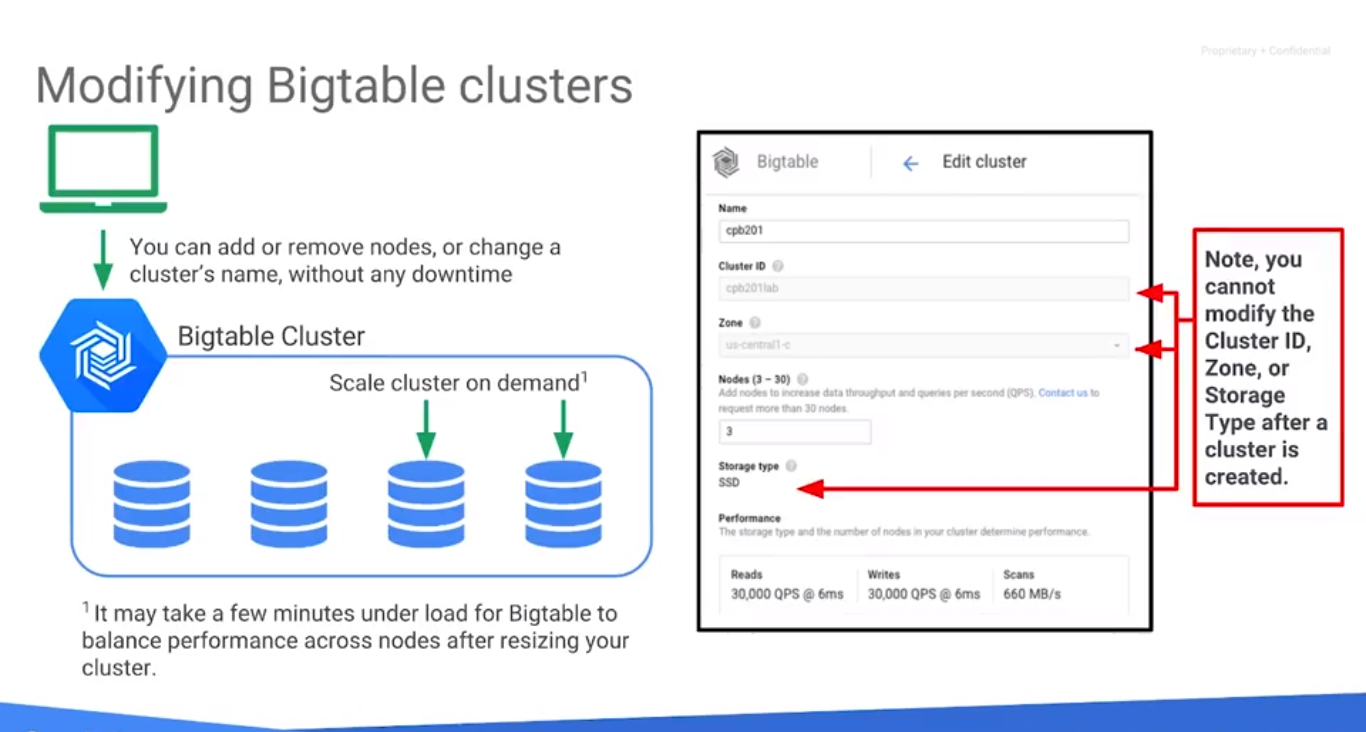 Proprietary + Confidential
Modifying Bigtable clusters
You can add or remove nodes, or change a
cluster's name, without any downtime
Bigtable Cluster
Scale cluster on demand¹
¹ It may take a few minutes under load for Bigtable to
balance performance across nodes after resizing your
cluster.
Bigtable
Edit cluster
Name
cpb201
Cluster ID
cpb201lab
Zone
us-central1-c
Nodes (3 – 30)
Add nodes to increase data throughput and queries per second (QPS). Contact us to
request more than 30 nodes.
3
Storage type
SSD
Performance
The storage type and the number of nodes in your cluster determine performance.
Reads
30,000 QPS @ 6ms
Writes
30,000 QPS @ 6ms
Scans
660 MB/s
Note, you
cannot
modify the
Cluster ID,
Zone, or
Storage
Type after a
cluster is
created.